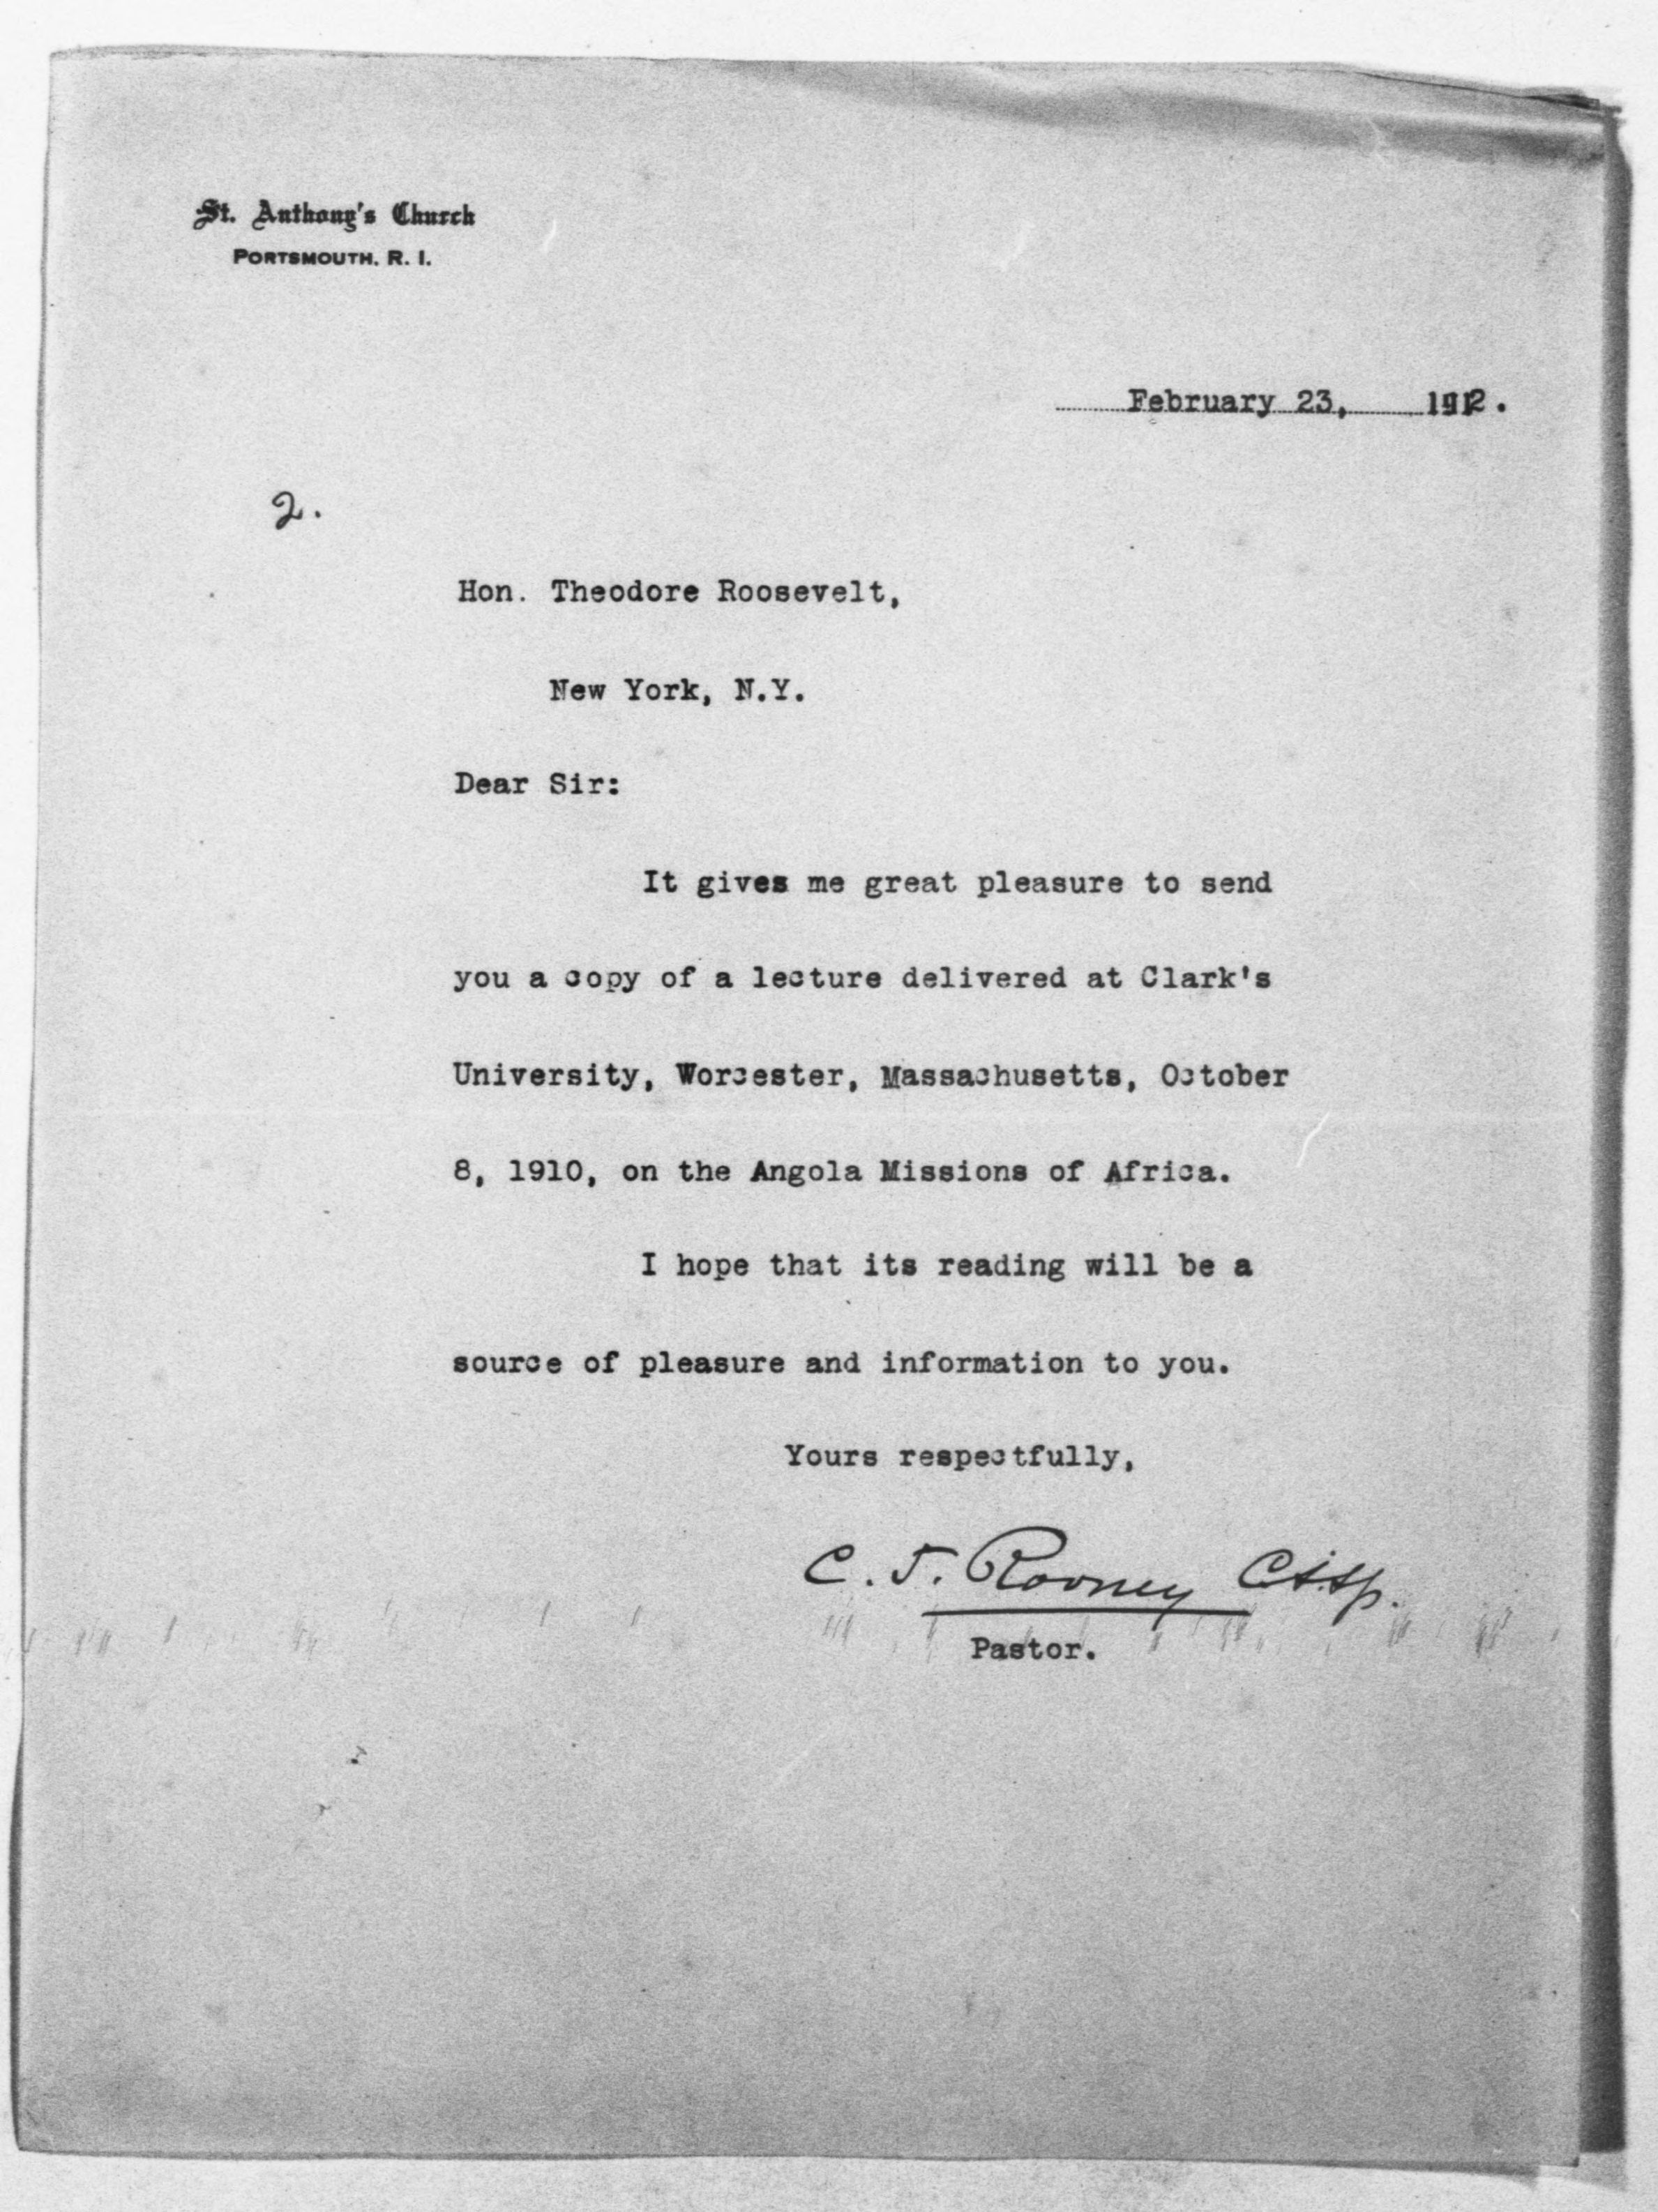 St. Anthony's Church
PORTSMOUTH, R. I.
February 23, 1912.
2.
Hon. Theodore Roosevelt,
New York, N.Y.
Dear Sir:
It gives me great pleasure to send
you a copy of a lecture delivered at Clark's
University, Worcester, Massachusetts, October
8, 1910, on the Angola Missions of Africa.
I hope that its reading will be a
source of pleasure and information to you.
Yours respectfully,
C. J. Rooney C.S.Sp.
Pastor.